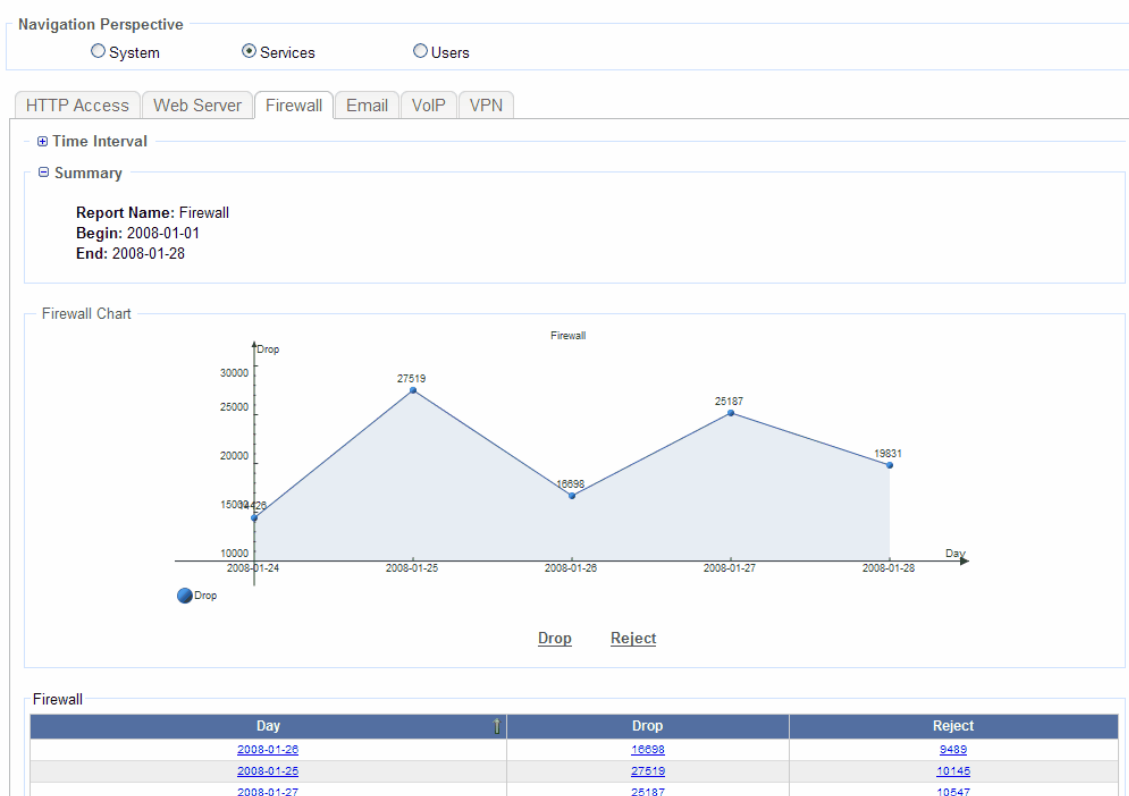 Navigation Perspective
System Services Users
HTTP Access Web Server Firewall Email VoIP VPN
Time Interval
Summary
Report Name: Firewall
Begin: 2008-01-01
End: 2008-01-28
Firewall Chart
Firewall
Drop
30000
27519
25000
25187
20000
19831
16698
15000
14426
10000
Day
2008-01-24 2008-01-25 2008-01-26 2008-01-27 2008-01-28
Drop
Drop Reject
Firewall
Day Drop Reject
2008-01-26 16698 9489
2008-01-25 27519 10145
2008-01-27 25187 10547